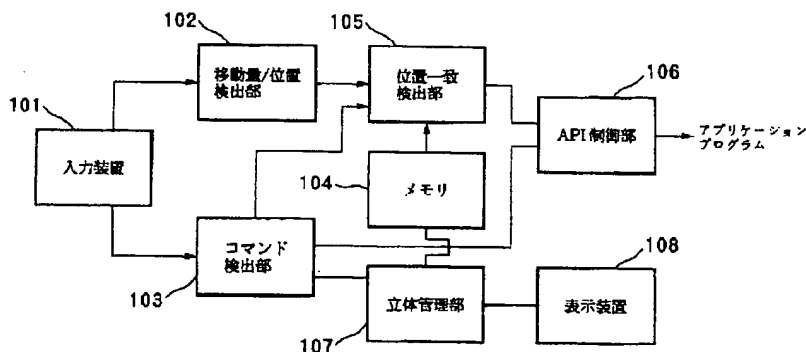 102
105
移動量/位置
検出部
位置一致
検出部
106
101
API制御部
アプリケーション
プログラム
入力装置
104
メモリ
コマンド
検出部
108
103
立体管理部
表示装置
107